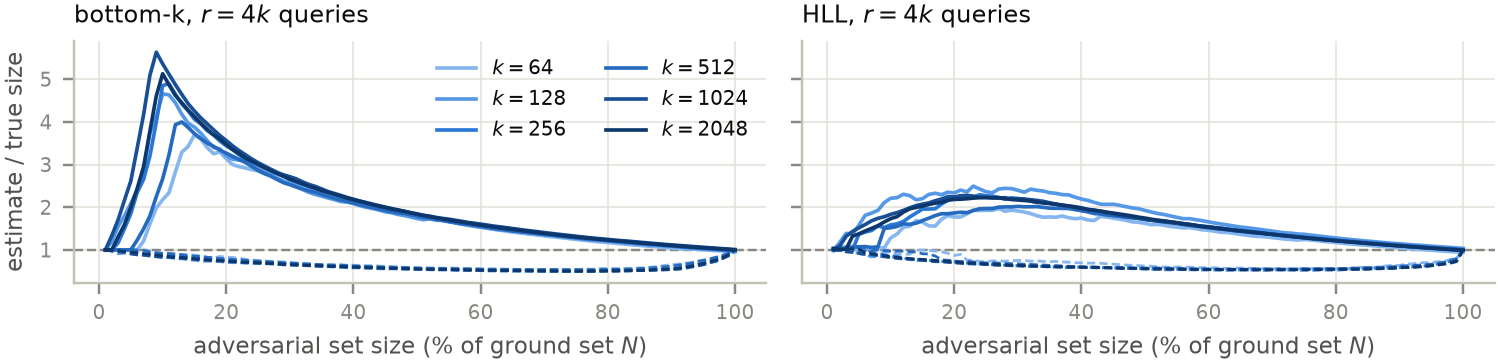 bottom-k, r = 4k queries
estimate / true size
5
4
3
2
1
k = 64
k = 128
k = 256
k = 512
k = 1024
k = 2048
0 20 40 60 80 100
adversarial set size (% of ground set N)
HLL, r = 4k queries
0 20 40 60 80 100
adversarial set size (% of ground set N)